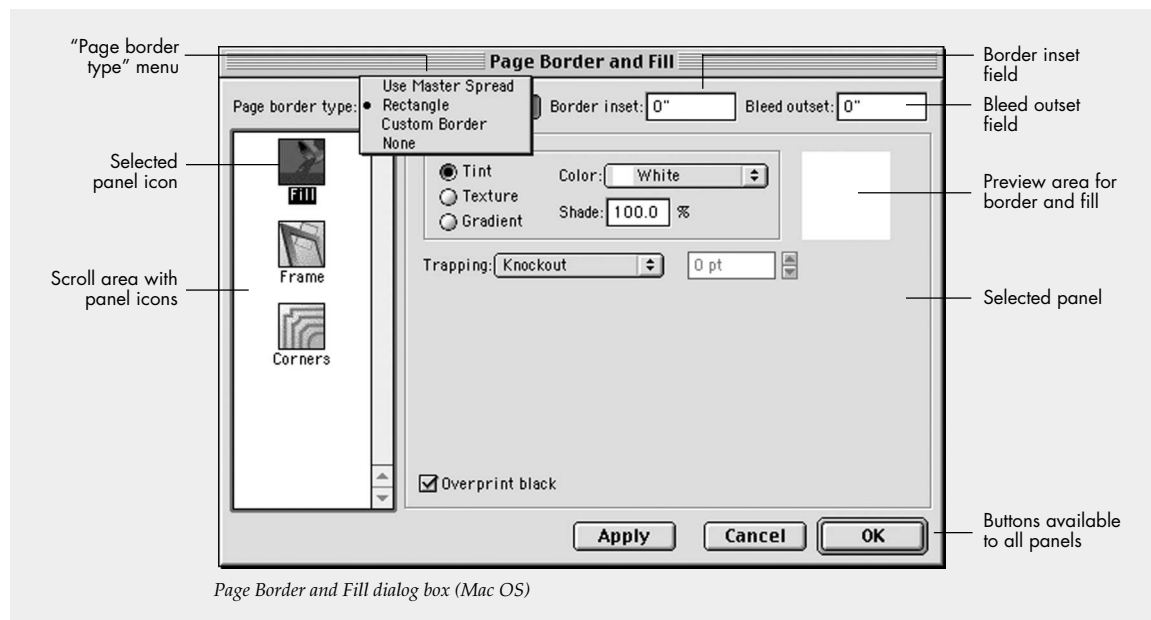 “Page border
type” menu
Page Border and Fill
Border inset
field
Page border type:
Use Master Spread
Rectangle
Custom Border
None
Border inset: 0"
Bleed outset: 0"
Bleed outset
field
Selected
panel icon
Fill
Tint
Texture
Gradient
Color: White
Shade: 100.0 %
Preview area for
border and fill
Scroll area with
panel icons
Frame
Trapping: Knockout
0 pt
Selected panel
Corners
Overprint black
Apply
Cancel
OK
Buttons available
to all panels
Page Border and Fill dialog box (Mac OS)